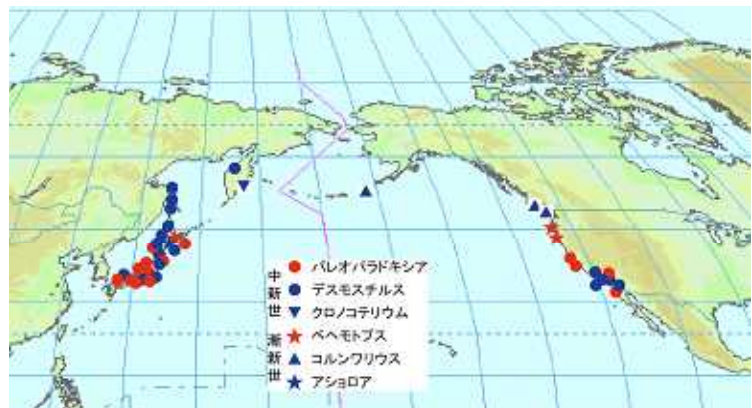 中新世
パレオパラドキシア
デスモスチルス
クロノコテリウム
漸新世
ベヘモトプス
コルンワリウス
アショロア